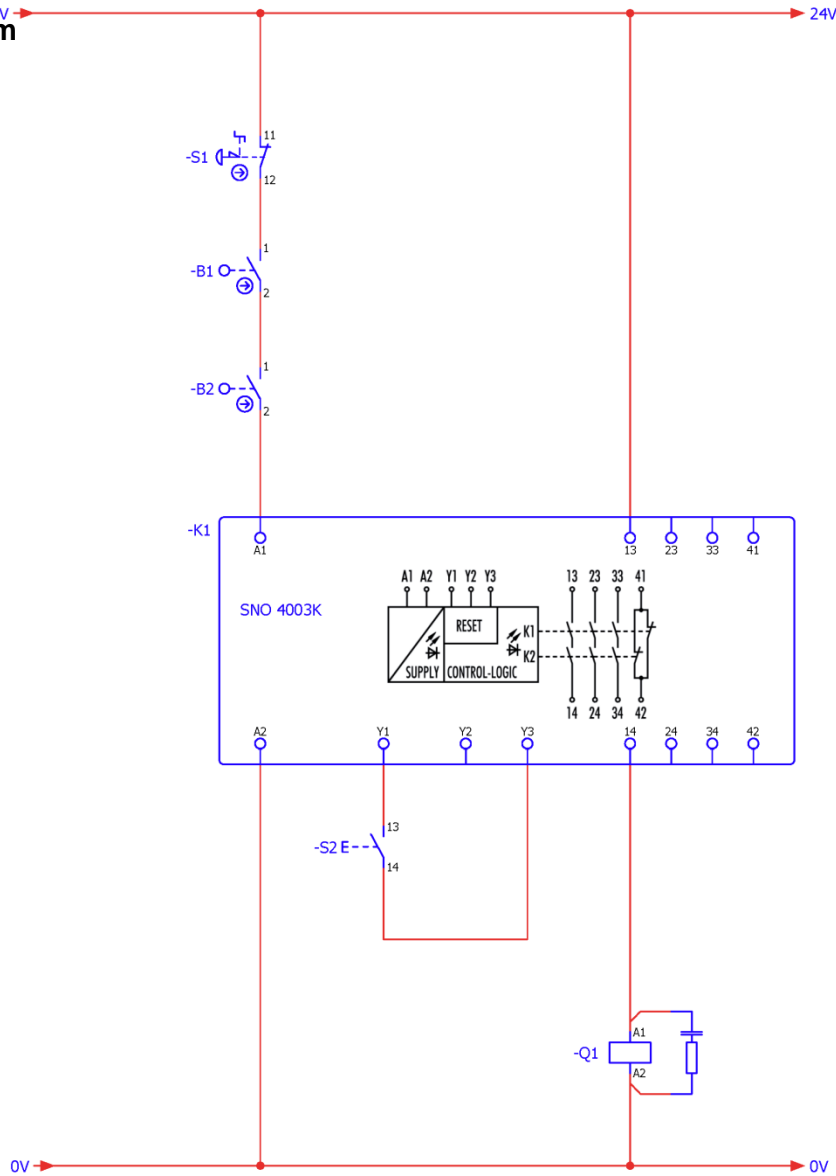 V
24V
m
11
-S1
12
1
-B1
2
1
-B2
2
-K1
A1
13
23
33
41
A1 A2 Y1 Y2 Y3
13 23 33 41
SNO 4003K
RESET
K1
K2
SUPPLY CONTROL-LOGIC
14 24 34 42
A2
Y1
Y2
Y3
14
24
34
42
13
-S2 E
14
A1
-Q1
A2
0V
0V